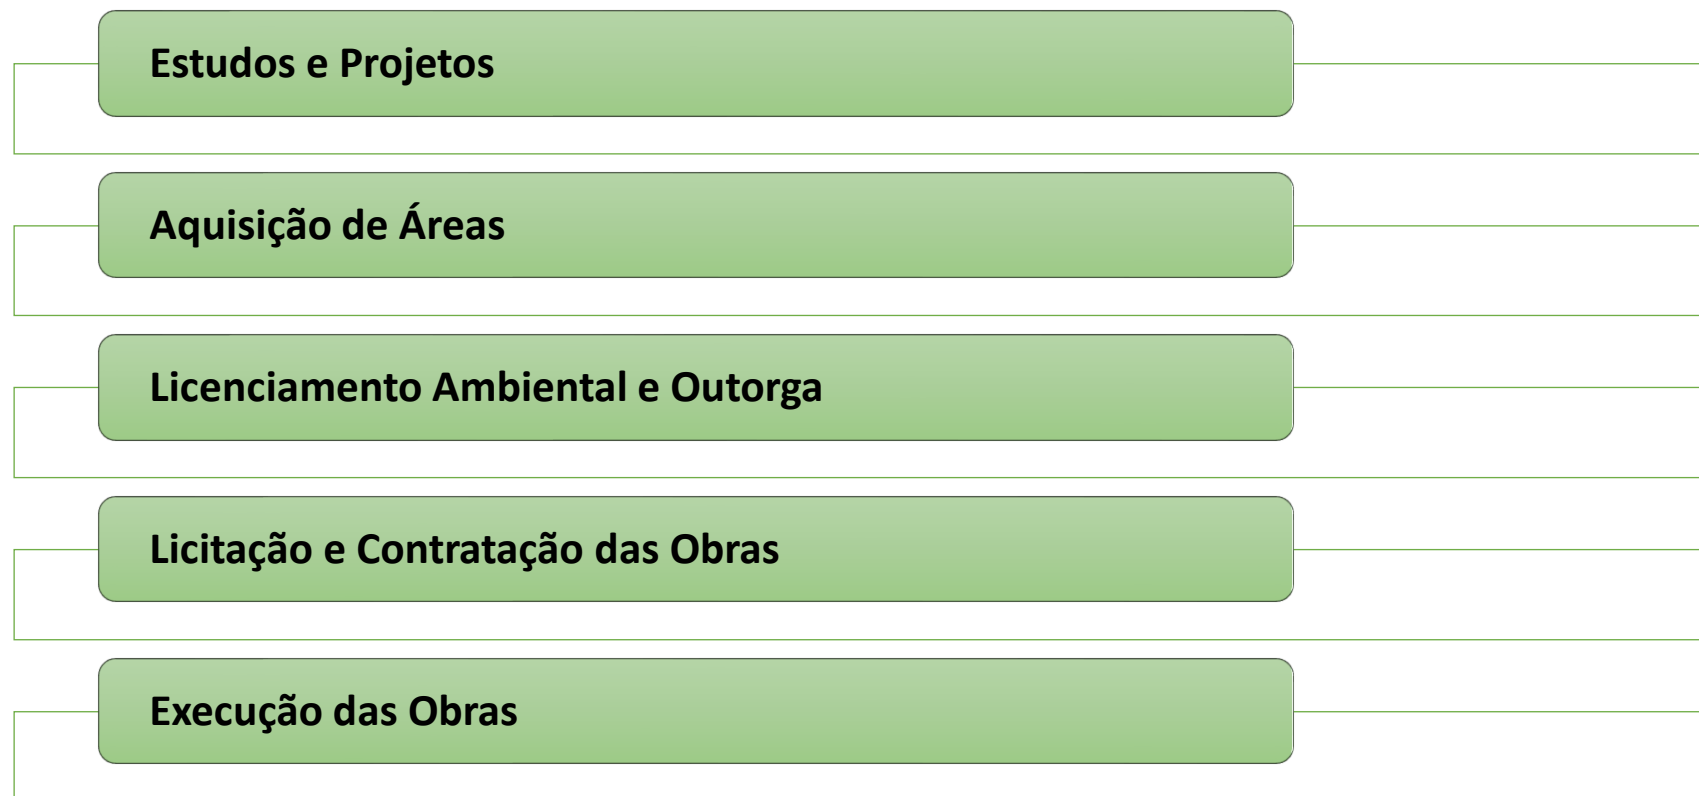 Estudos e Projetos
Aquisição de Áreas
Licenciamento Ambiental e Outorga
Licitação e Contratação das Obras
Execução das Obras